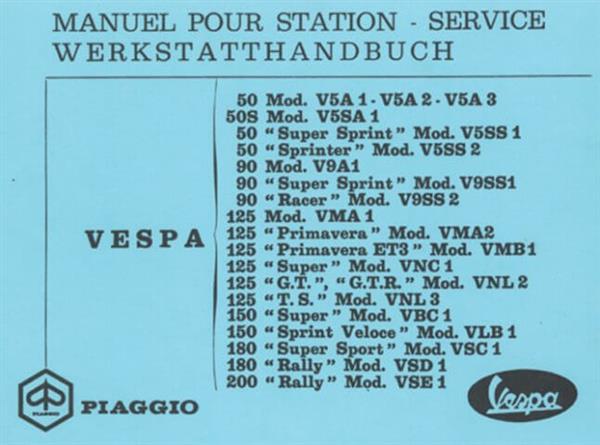 MANUEL POUR STATION - SERVICE
WERKSTATTHANDBUCH
VESPA
50 Mod. V5A 1 - V5A 2 - V5A 3
50S Mod. V5SA 1
50 "Super Sprint" Mod. V5SS 1
50 "Sprinter" Mod. V5SS 2
90 Mod. V9A1
90 "Super Sprint" Mod. V9SS1
90 "Racer" Mod. V9SS 2
125 Mod. VMA 1
125 "Primavera" Mod. VMA2
125 "Primavera ET3" Mod. VMB1
125 "Super" Mod. VNC 1
125 "G.T.", "G.T.R." Mod. VNL 2
125 "T. S." Mod. VNL 3
150 "Super" Mod. VBC 1
150 "Sprint Veloce" Mod. VLB 1
180 "Super Sport" Mod. VSC 1
180 "Rally" Mod. VSD 1
200 "Rally" Mod. VSE 1
PIAGGIO
PIAGGIO
Vespa